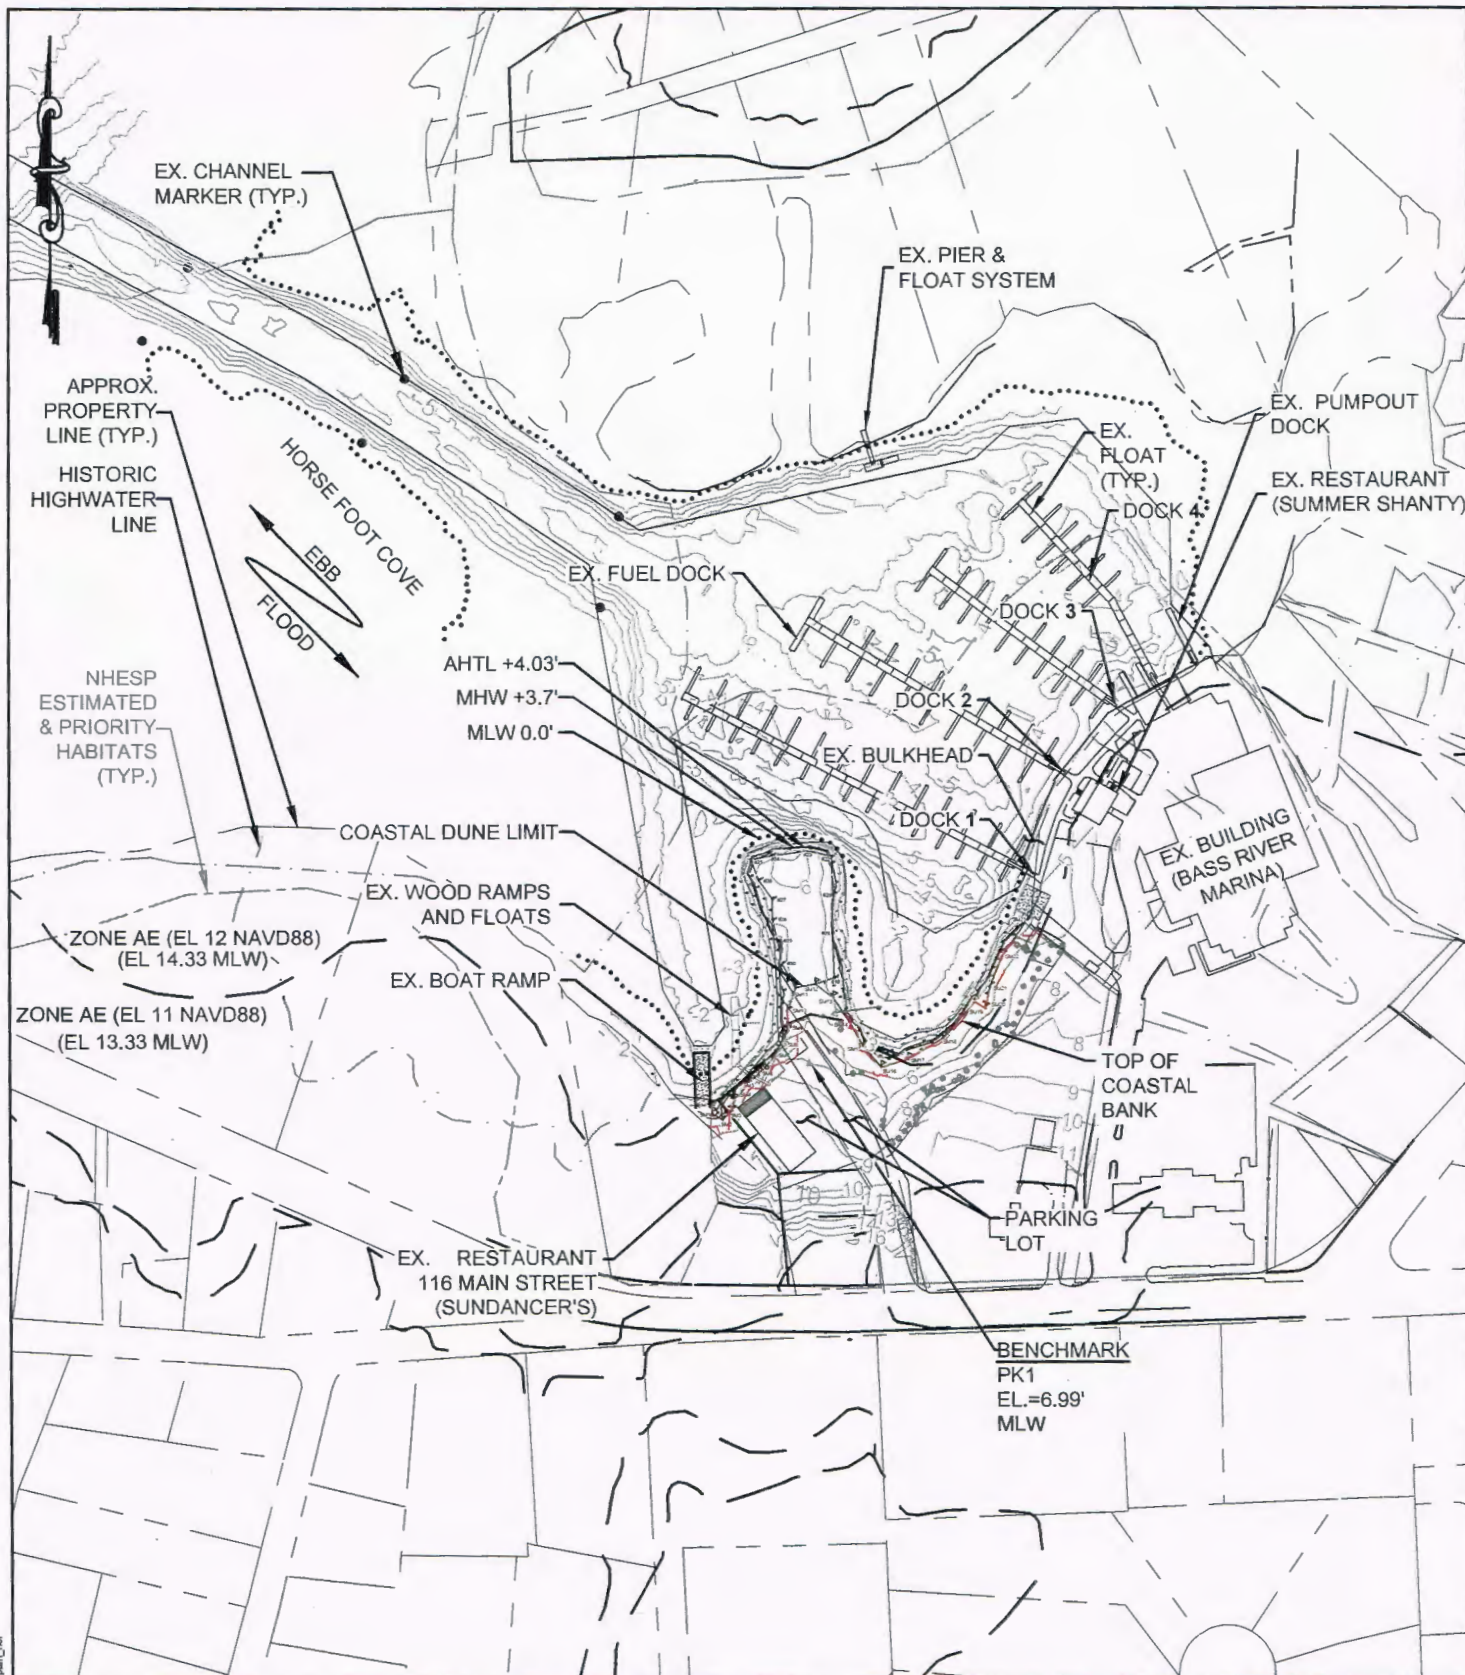 EX. CHANNEL
MARKER (TYP.)
EX. PIER &
FLOAT SYSTEM
APPROX.
PROPERTY
LINE (TYP.)
HISTORIC
HIGHWATER
LINE
HORSE FOOT COVE
EBB
FLOOD
EX. PUMPOUT
DOCK
EX.
FLOAT
(TYP.)
EX. RESTAURANT
(SUMMER SHANTY)
DOCK 4
EX. FUEL DOCK
DOCK 3
AHTL +4.03'
MHW +3.7'
MLW 0.0'
NHESP
ESTIMATED
& PRIORITY
HABITATS
(TYP.)
DOCK 2
EX. BULKHEAD
DOCK 1
EX. BUILDING
(BASS RIVER
MARINA)
COASTAL DUNE LIMIT
EX. WOOD RAMPS
AND FLOATS
EX. BOAT RAMP
ZONE AE (EL 12 NAVD88)
(EL 14.33 MLW)
ZONE AE (EL 11 NAVD88)
(EL 13.33 MLW)
TOP OF
COASTAL
BANK
PARKING
LOT
EX. RESTAURANT
116 MAIN STREET
(SUNDANCER'S)
BENCHMARK
PK1
EL.=6.99'
MLW